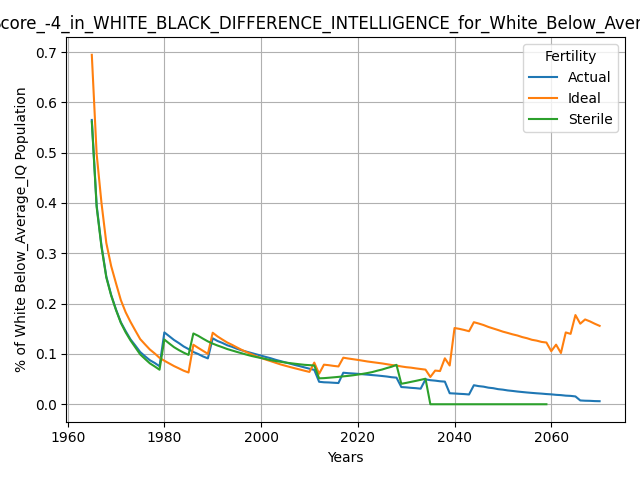 core_-4_in_WHITE_BLACK_DIFFERENCE_INTELLIGENCE_for_White_Below_Aver
% of White Below_Average_IQ Population
0.7
0.6
0.5
0.4
0.3
0.2
0.1
0.0
Fertility
Actual
Ideal
Sterile
1960
1980
2000
2020
2040
2060
Years